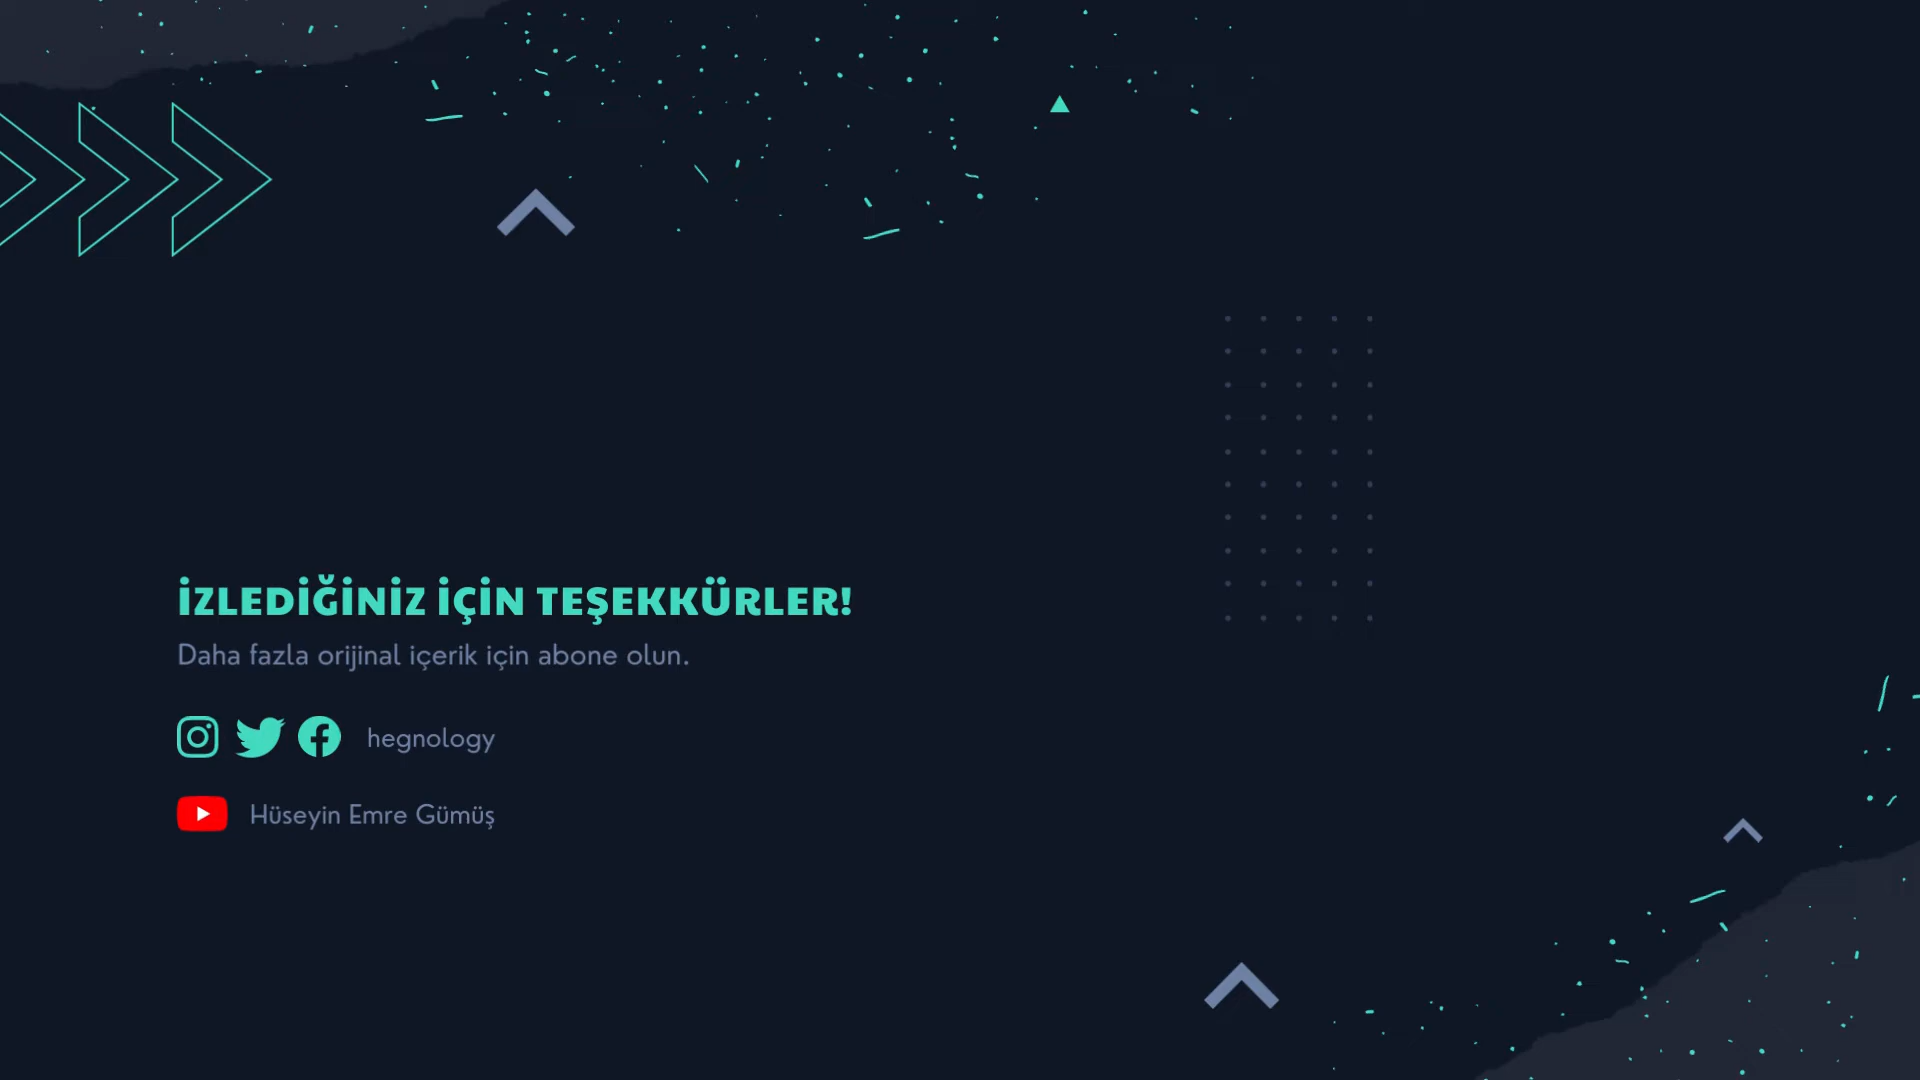 İZLEDİĞİNİZ İÇİN TEŞEKKÜRLER!
Daha fazla orijinal içerik için abone olun.
hegnology
Hüseyin Emre Gümüş